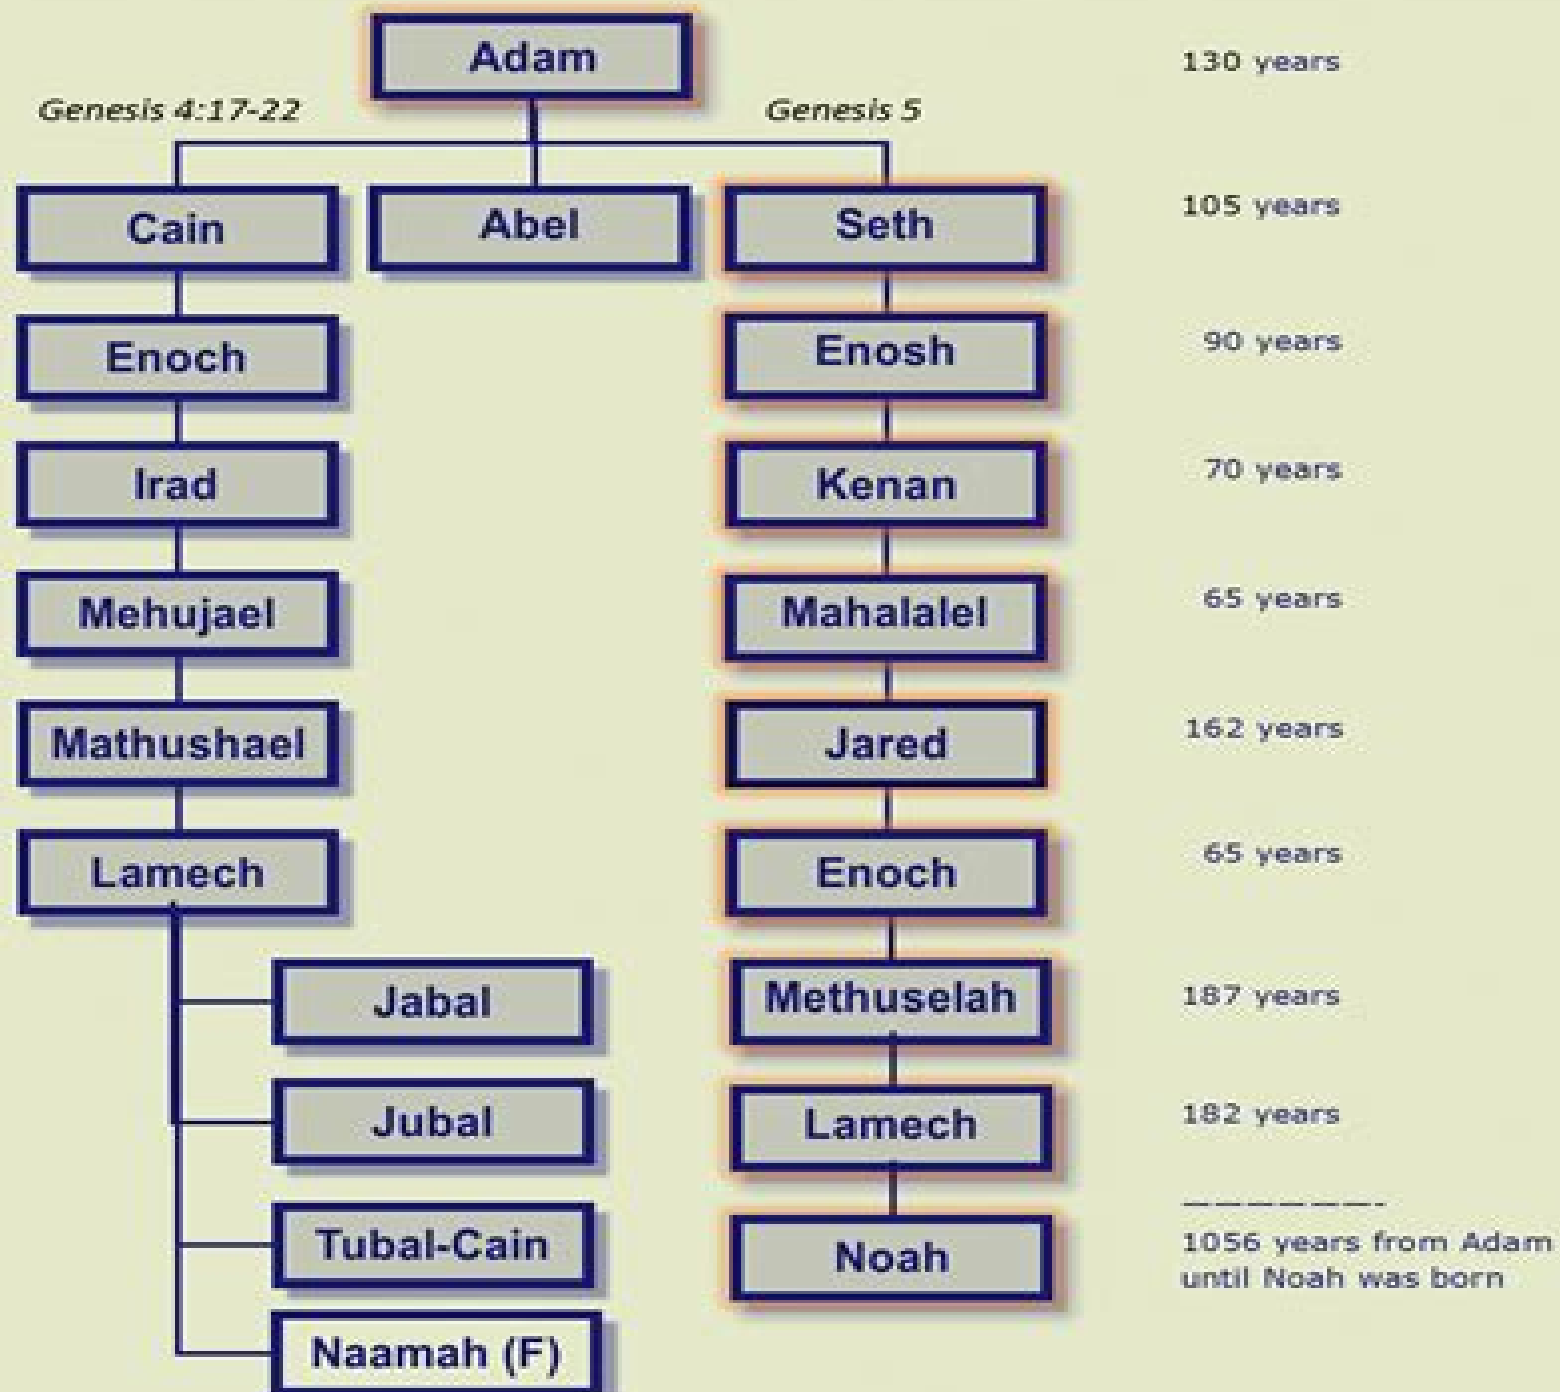 Adam
130 years
Genesis 4:17-22
Genesis 5
Cain
Abel
Seth
105 years
Enoch
Enosh
90 years
Irad
Kenan
70 years
Mehujael
Mahalalel
65 years
Mathushael
Jared
162 years
Lamech
Enoch
65 years
Jabal
Methuselah
187 years
Jubal
Lamech
182 years
Tubal-Cain
Noah
1056 years from Adam
until Noah was born
Naamah (F)